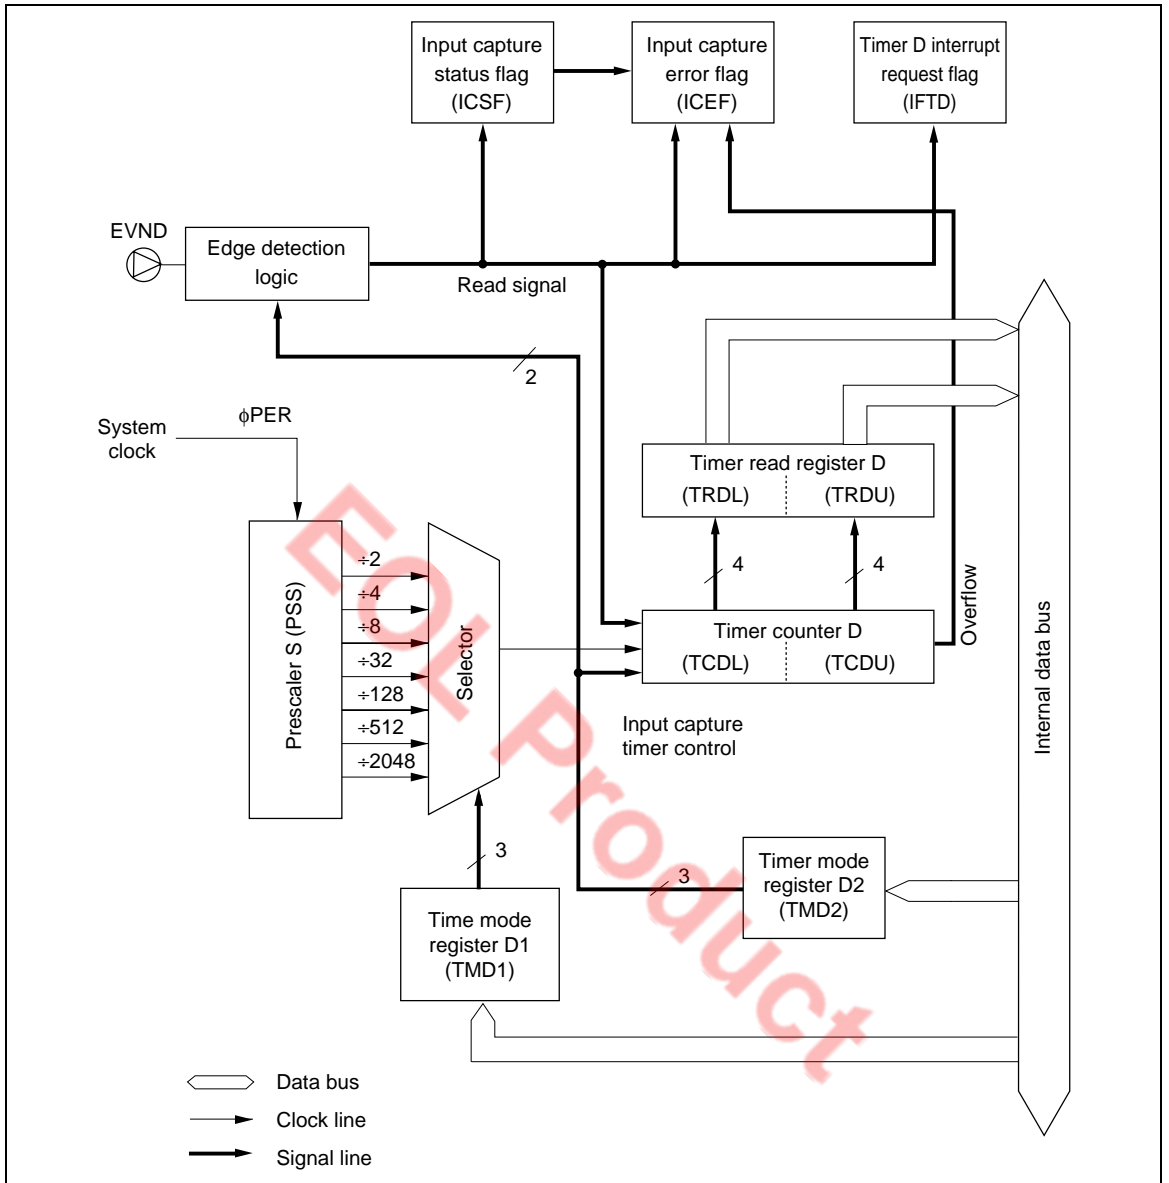 Input capture
status flag
(ICSF)
Input capture
error flag
(ICEF)
Timer D interrupt
request flag
(IFTD)
EVND
Edge detection
logic
Read signal
2
System
clock
ϕPER
Timer read register D
(TRDL)
(TRDU)
4
4
Overflow
Prescaler S (PSS)
÷2
÷4
÷8
÷32
÷128
÷512
÷2048
Selector
Timer counter D
(TCDL)
(TCDU)
Input capture
timer control
Internal data bus
3
3
Time mode
register D1
(TMD1)
Timer mode
register D2
(TMD2)
Data bus
Clock line
Signal line
EOL Product